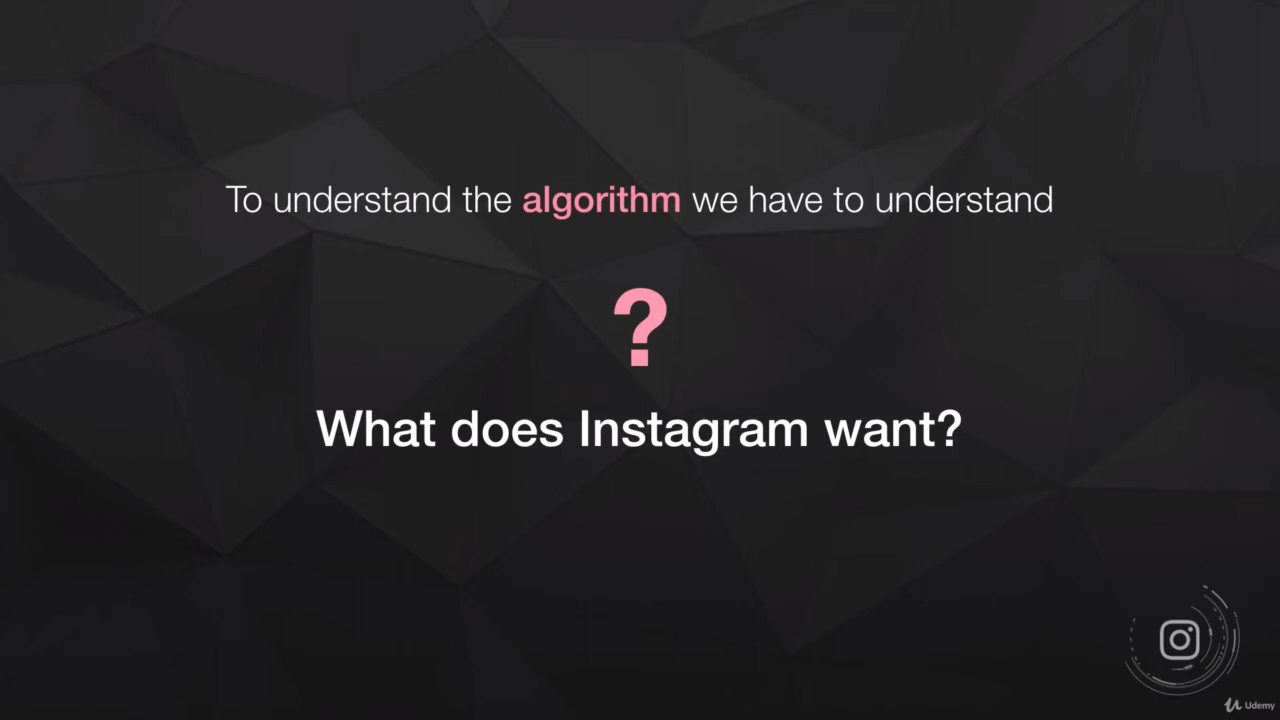 To understand the algorithm we have to understand
?
What does Instagram want?
Udemy